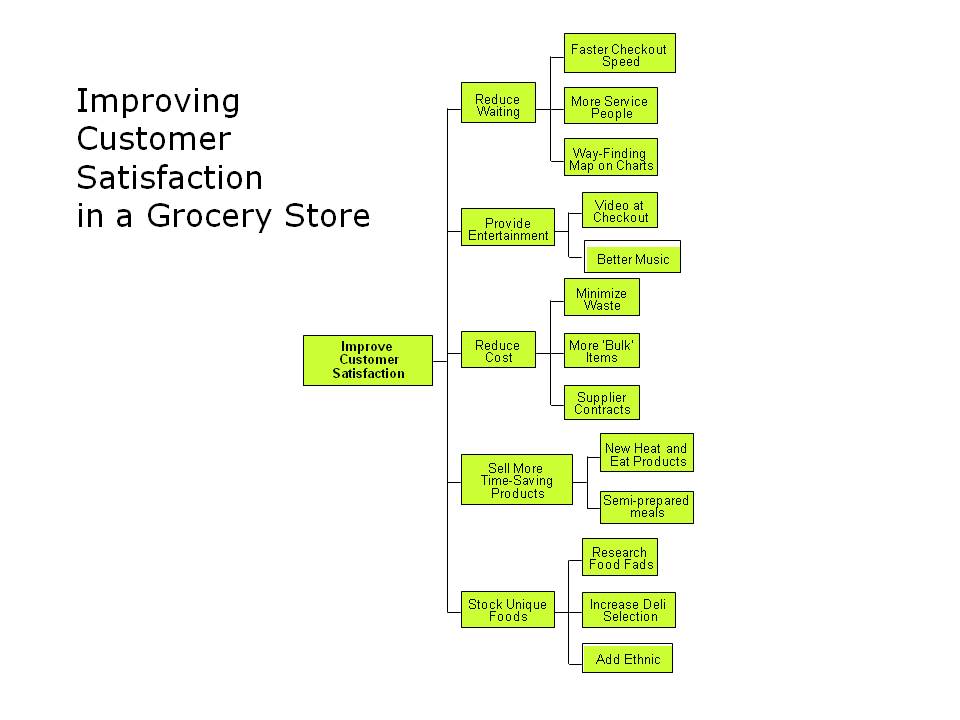 Improving
Customer
Satisfaction
in a Grocery Store
Improve
Customer
Satisfaction
Reduce
Waiting
Faster Checkout
Speed
More Service
People
Way-Finding
Map on Charts
Provide
Entertainment
Video at
Checkout
Better Music
Reduce
Cost
Minimize
Waste
More 'Bulk'
Items
Supplier
Contracts
Sell More
Time-Saving
Products
New Heat and
Eat Products
Semi-prepared
meals
Stock Unique
Foods
Research
Food Fads
Increase Deli
Selection
Add Ethnic